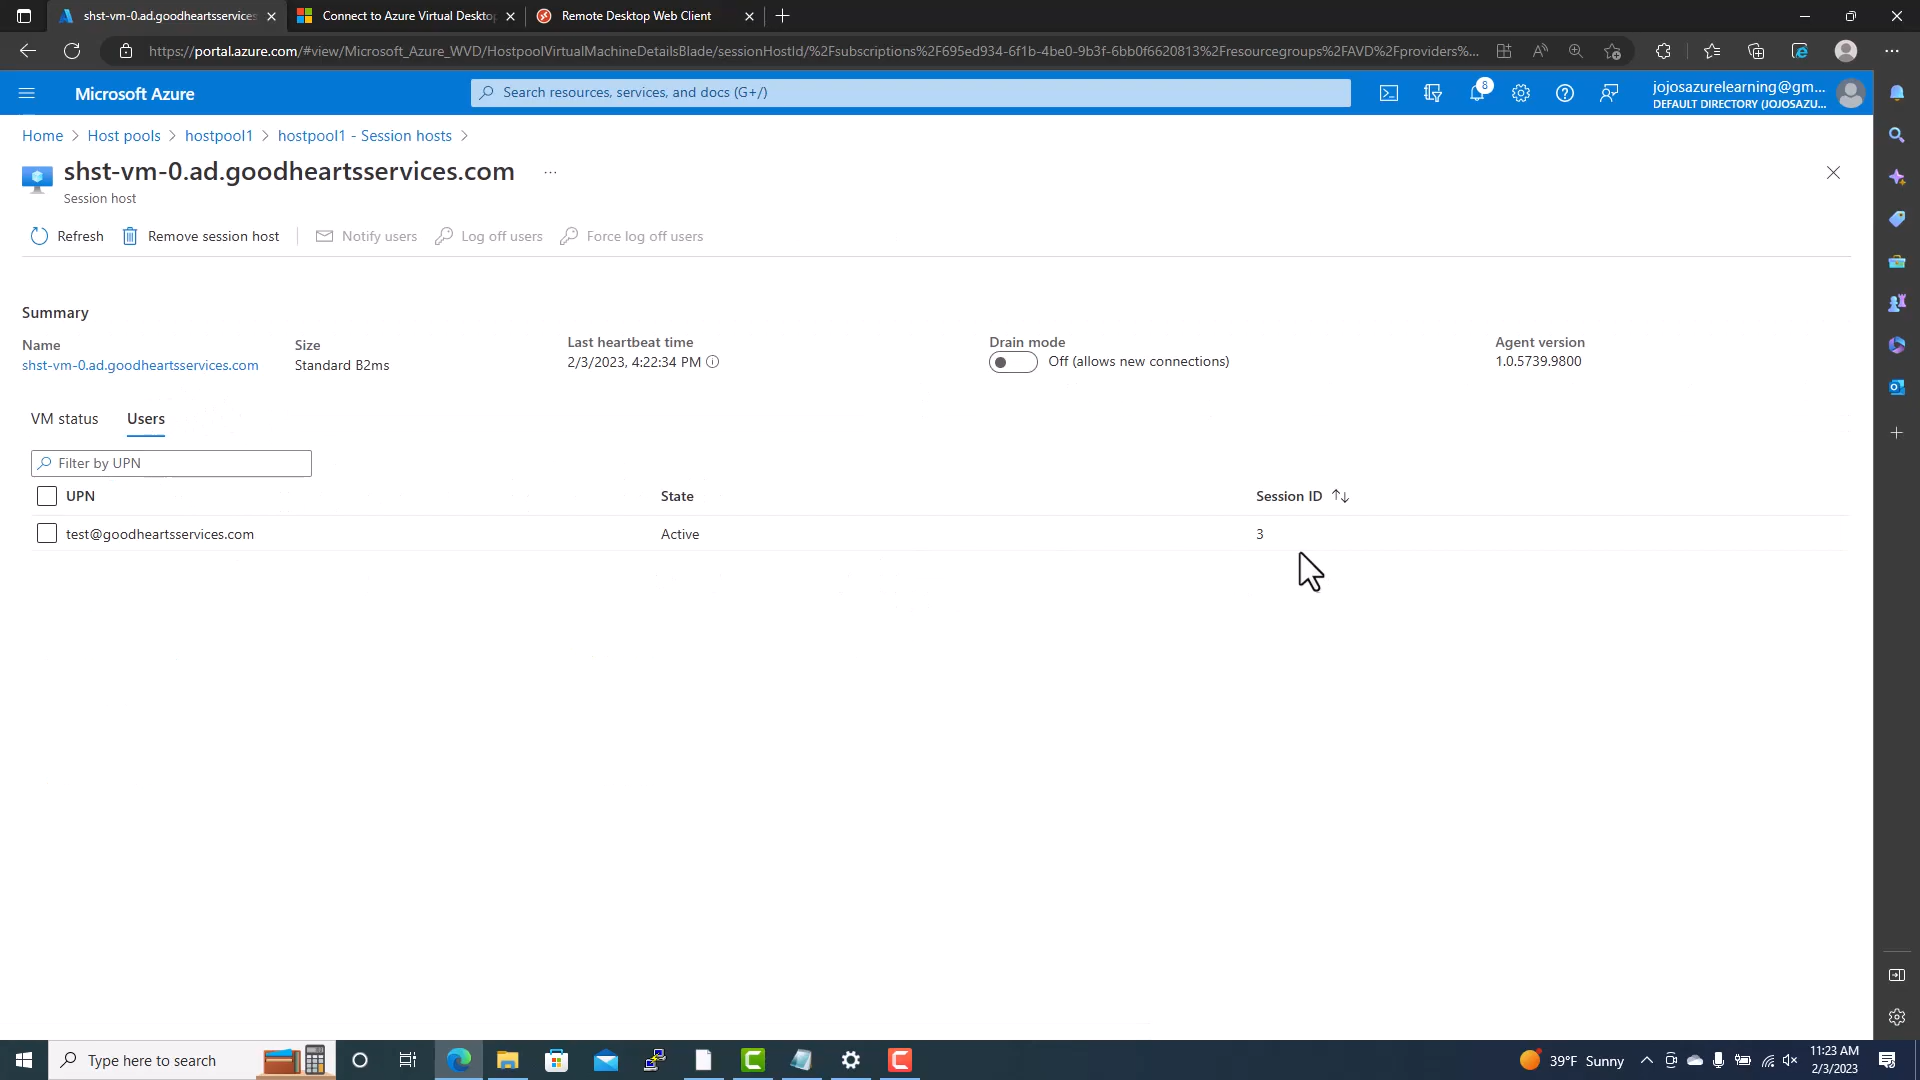 shst-vm-0.ad.goodheartsservices
Connect to Azure Virtual Deskto
Remote Desktop Web Client
https://portal.azure.com/#view/Microsoft_Azure_WVD/HostpoolVirtualMachineDetailsBlade/sessionHostId/%2Fsubscriptions%2F695ed934-6f1b-4be0-9b3f-6bb0f6620813%2Fresourcegroups%2FAVD%2Fproviders%...
Microsoft Azure
Search resources, services, and docs (G+/)
8
jojosazurelearning@gm...
DEFAULT DIRECTORY (JOJOSAZU...
Home > Host pools > hostpool1 > hostpool1 - Session hosts >
shst-vm-0.ad.goodheartsservices.com ...
Session host
Refresh Remove session host Notify users Log off users Force log off users
Summary
Name Size Last heartbeat time Drain mode Agent version
shst-vm-0.ad.goodheartsservices.com Standard B2ms 2/3/2023, 4:22:34 PM Off (allows new connections) 1.0.5739.9800
VM status Users
Filter by UPN
UPN State Session ID
test@goodheartsservices.com Active 3
Type here to search
39°F Sunny
11:23 AM
2/3/2023